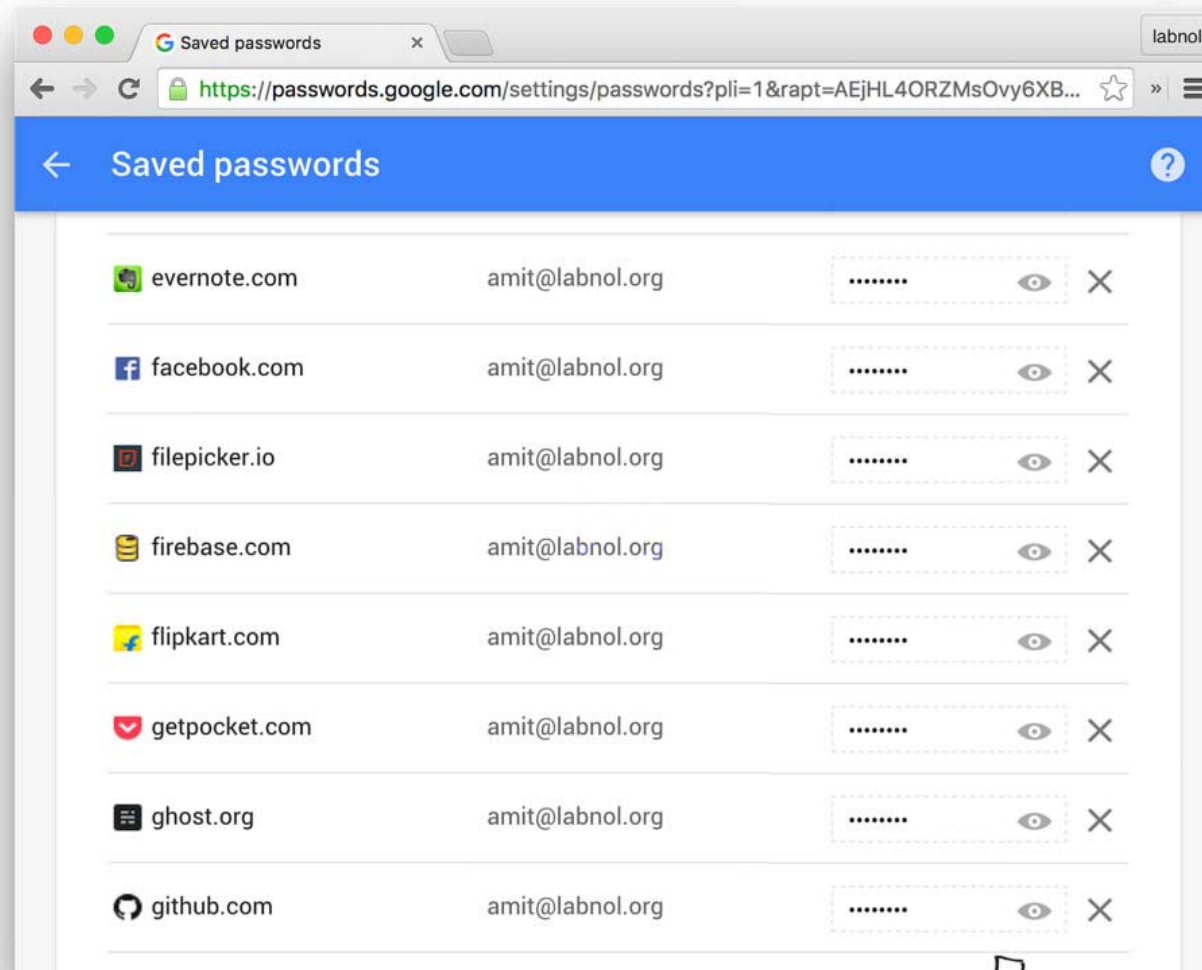 Saved passwords
labnol
https://passwords.google.com/settings/passwords?pli=1&rapt=AEjHL4ORZMsOvy6XB...
Saved passwords
evernote.com amit@labnol.org ••••••••
facebook.com amit@labnol.org ••••••••
filepicker.io amit@labnol.org ••••••••
firebase.com amit@labnol.org ••••••••
flipkart.com amit@labnol.org ••••••••
getpocket.com amit@labnol.org ••••••••
ghost.org amit@labnol.org ••••••••
github.com amit@labnol.org ••••••••